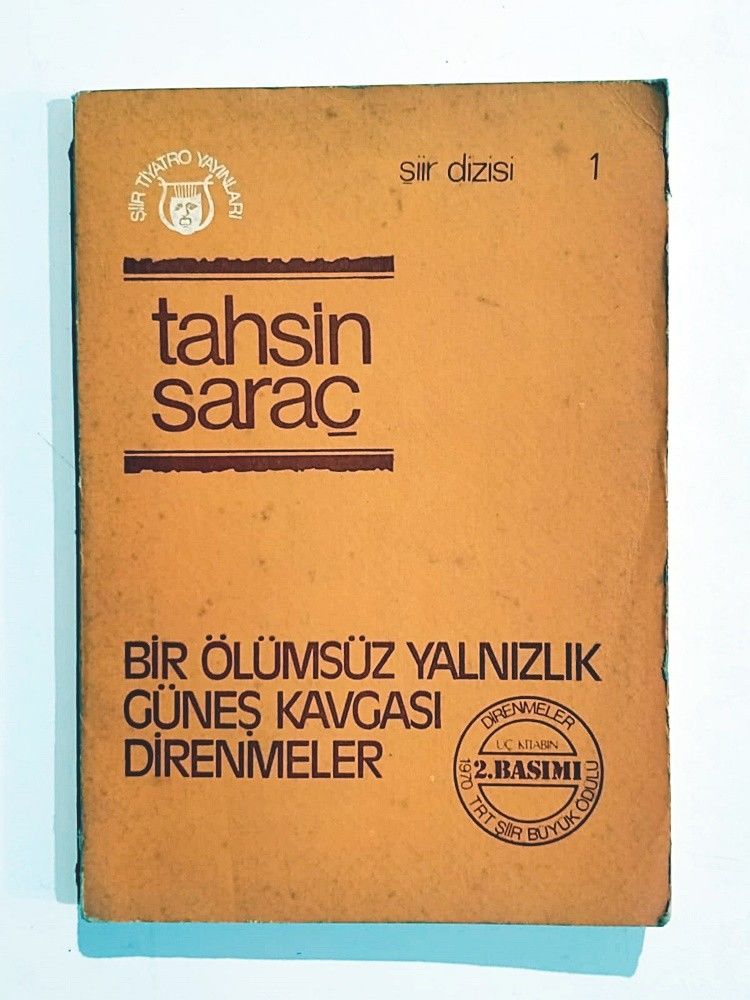 ŞİİR TİYATRO YAYINLARI
şiir dizisi 1
tahsin
saraç
BİR ÖLÜMSÜZ YALNIZLIK
GÜNEŞ KAVGASI
DİRENMELER
DİRENMELER
ÜÇ KİTABIN
2.BASIMI
1970 TRT ŞİİR BÜYÜK ÖDÜLÜ